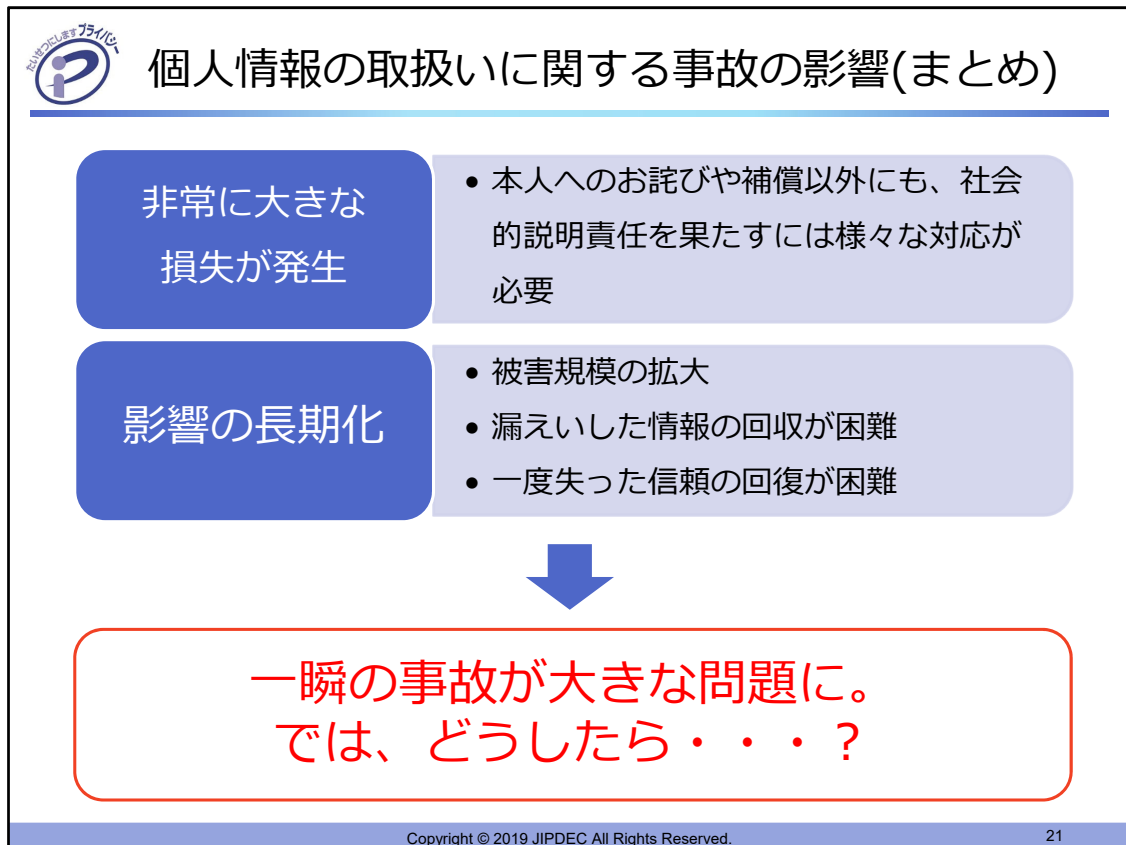 たいせつにしますプライバシー
個人情報の取扱いに関する事故の影響(まとめ)
非常に大きな
損失が発生
• 本人へのお詫びや補償以外にも、社会
的説明責任を果たすには様々な対応が
必要
影響の長期化
• 被害規模の拡大
• 漏えいした情報の回収が困難
• 一度失った信頼の回復が困難
一瞬の事故が大きな問題に。
では、どうしたら・・・？
Copyright © 2019 JIPDEC All Rights Reserved.
21